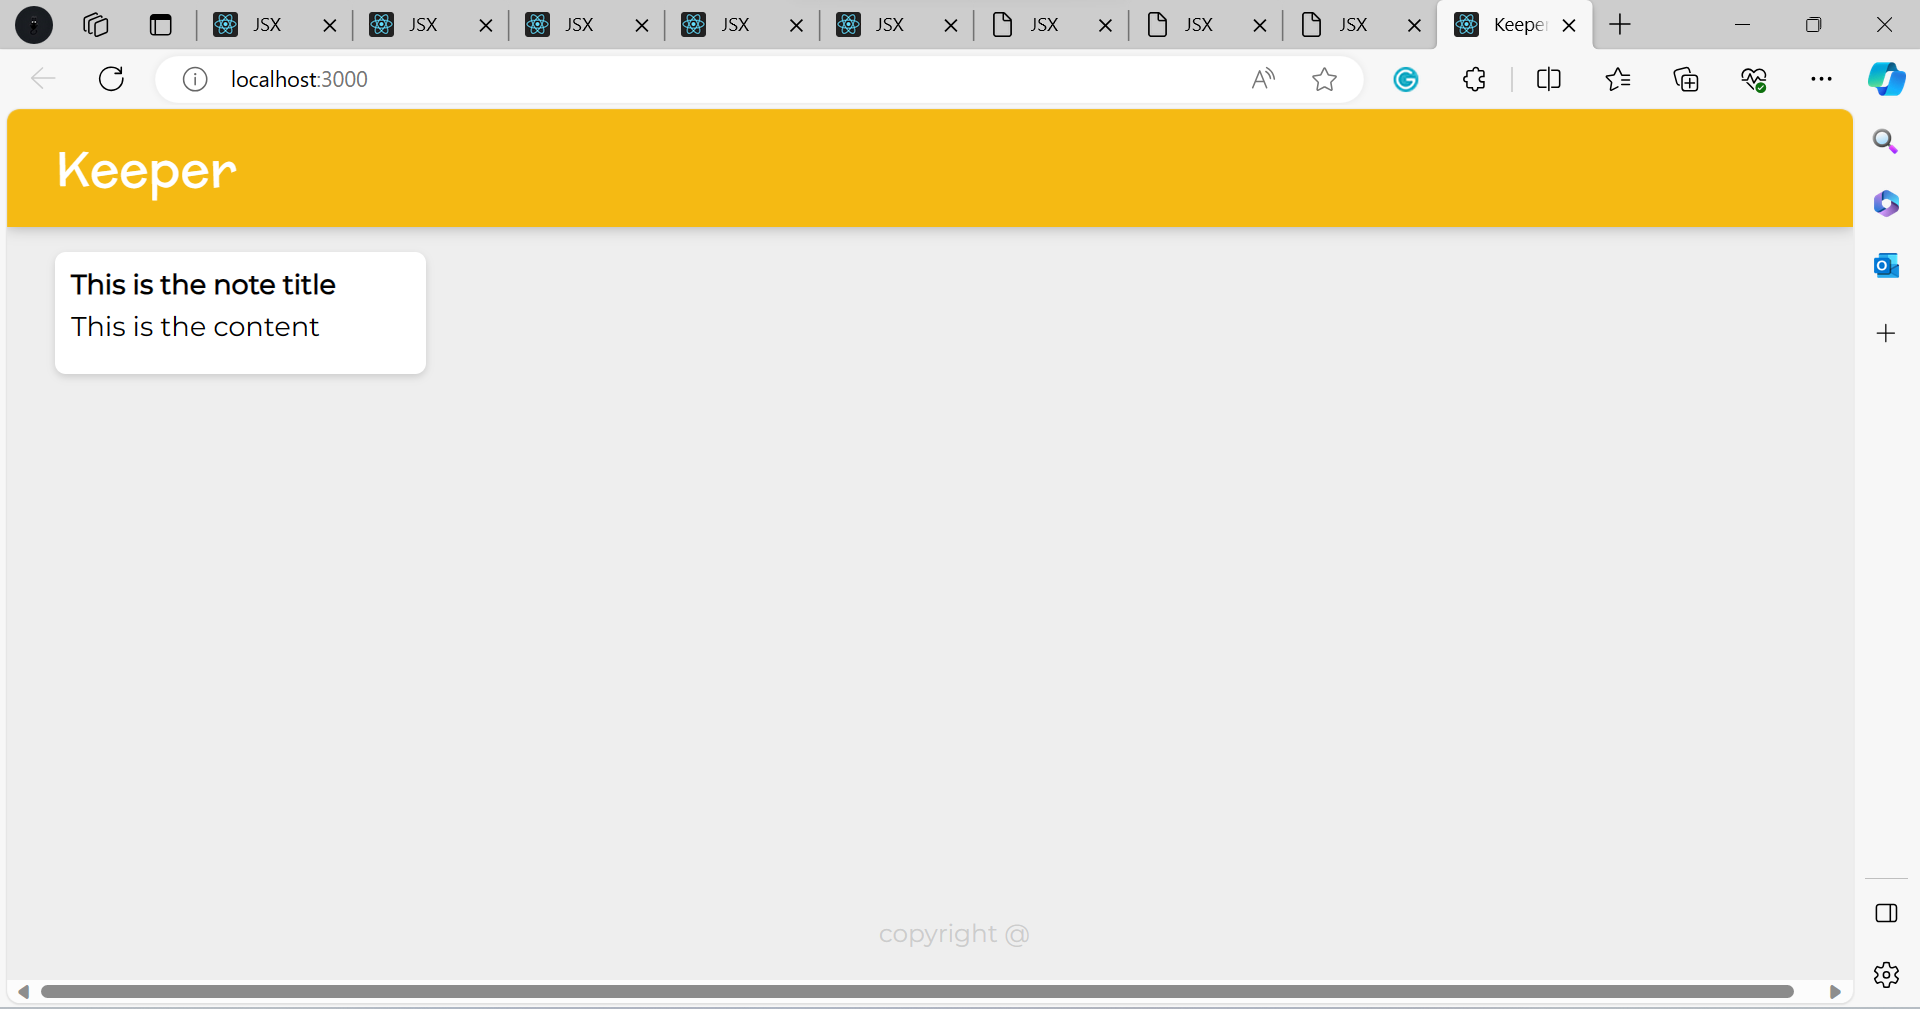 JSX JSX JSX JSX JSX JSX JSX JSX Keeper
localhost:3000
Keeper
This is the note title
This is the content
copyright @